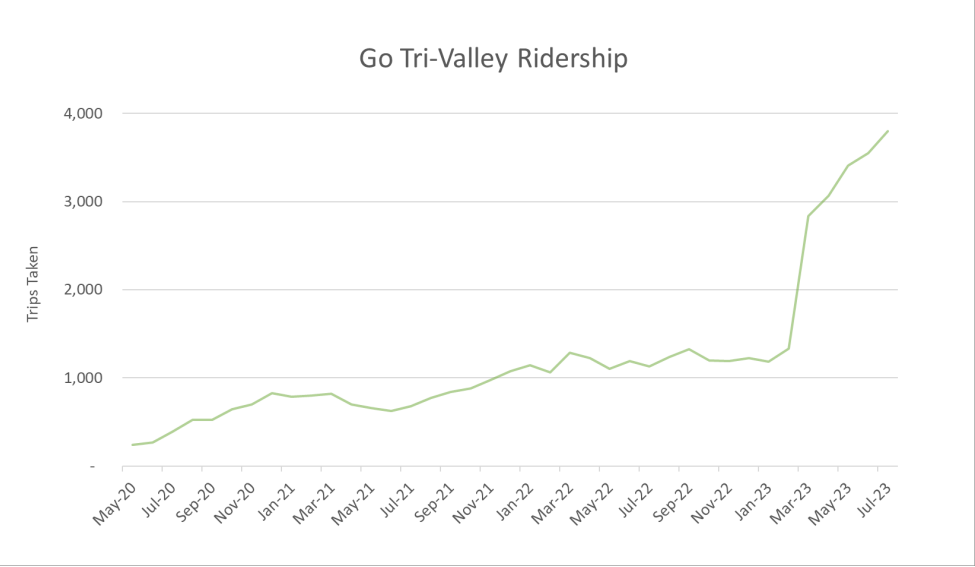 Go Tri-Valley Ridership
4,000
3,000
2,000
1,000
-
Trips Taken
May-20
Jul-20
Sep-20
Nov-20
Jan-21
Mar-21
May-21
Jul-21
Sep-21
Nov-21
Jan-22
Mar-22
May-22
Jul-22
Sep-22
Nov-22
Jan-23
Mar-23
May-23
Jul-23